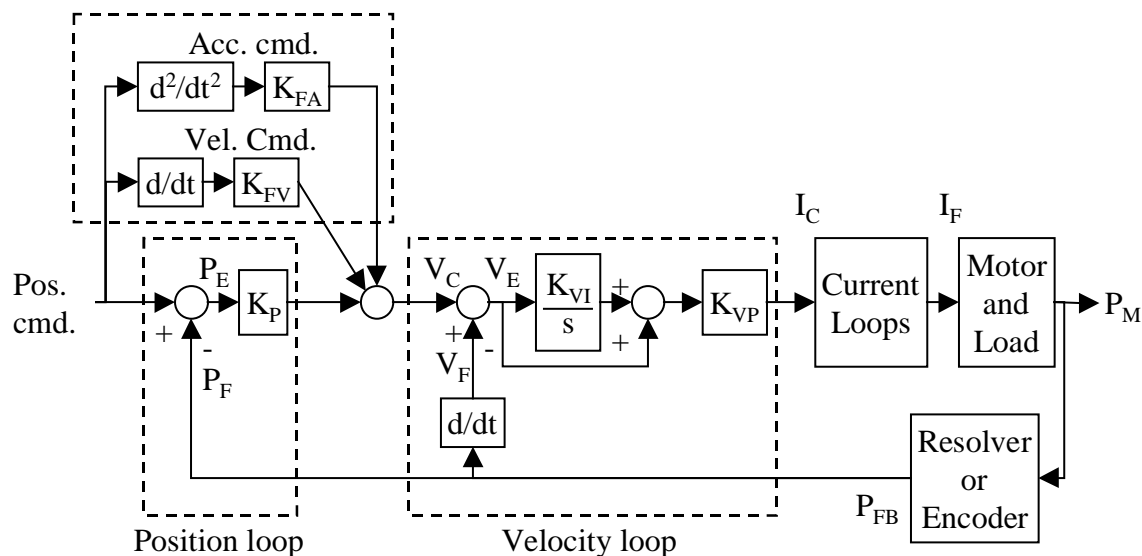 Acc. cmd.
d²/dt²
K_FA
Vel. Cmd.
d/dt
K_FV
I_C
I_F
Pos.
cmd.
+
-
P_E
P_F
K_P
V_C
V_E
+
-
V_F
d/dt
K_VI
s
+
+
K_VP
Current
Loops
Motor
and
Load
P_M
Resolver
or
Encoder
P_FB
Position loop
Velocity loop